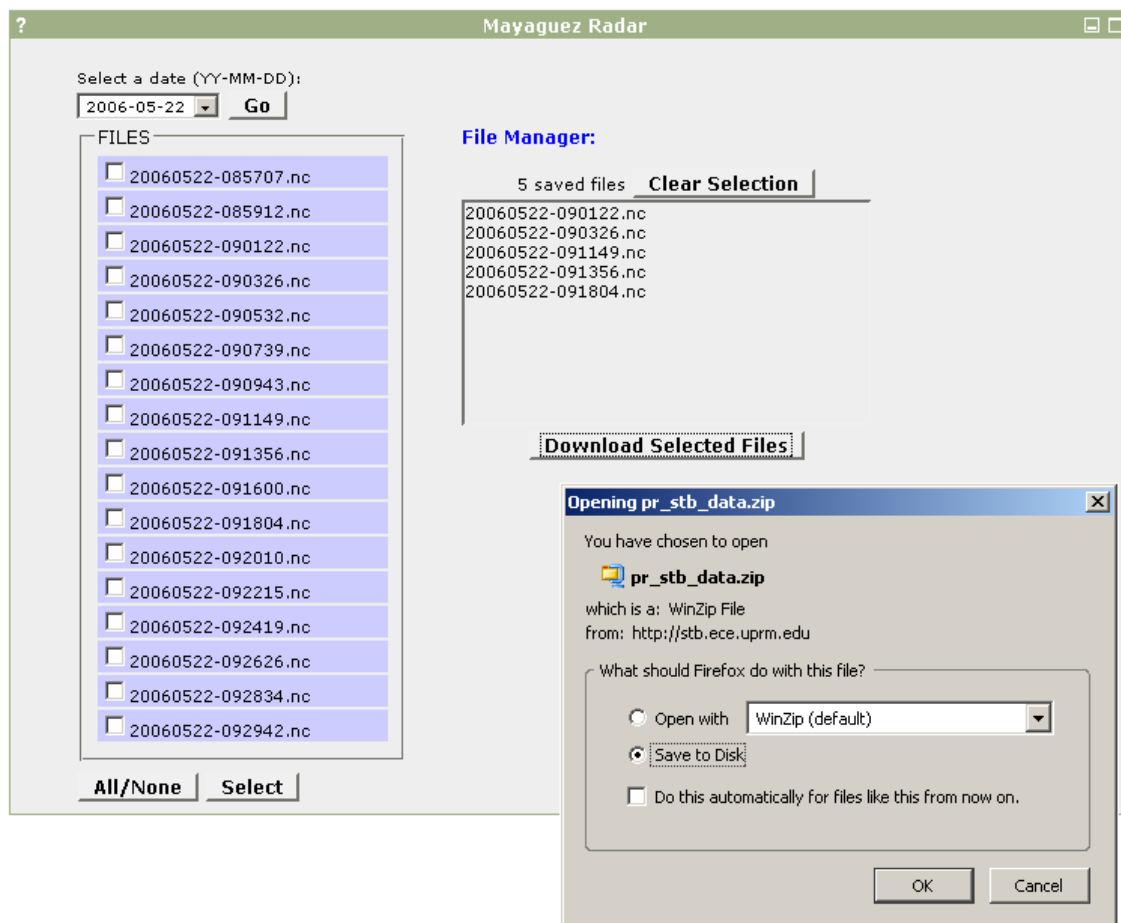 ? Mayaguez Radar
Select a date (YY-MM-DD):
2006-05-22 Go
FILES
20060522-085707.nc
20060522-085912.nc
20060522-090122.nc
20060522-090326.nc
20060522-090532.nc
20060522-090739.nc
20060522-090943.nc
20060522-091149.nc
20060522-091356.nc
20060522-091600.nc
20060522-091804.nc
20060522-092010.nc
20060522-092215.nc
20060522-092419.nc
20060522-092626.nc
20060522-092834.nc
20060522-092942.nc
All/None Select
File Manager:
5 saved files Clear Selection
20060522-090122.nc
20060522-090326.nc
20060522-091149.nc
20060522-091356.nc
20060522-091804.nc
Download Selected Files
Opening pr_stb_data.zip
You have chosen to open
pr_stb_data.zip
which is a: WinZip File
from: http://stb.ece.uprm.edu
What should Firefox do with this file?
Open with WinZip (default)
Save to Disk
Do this automatically for files like this from now on.
OK Cancel